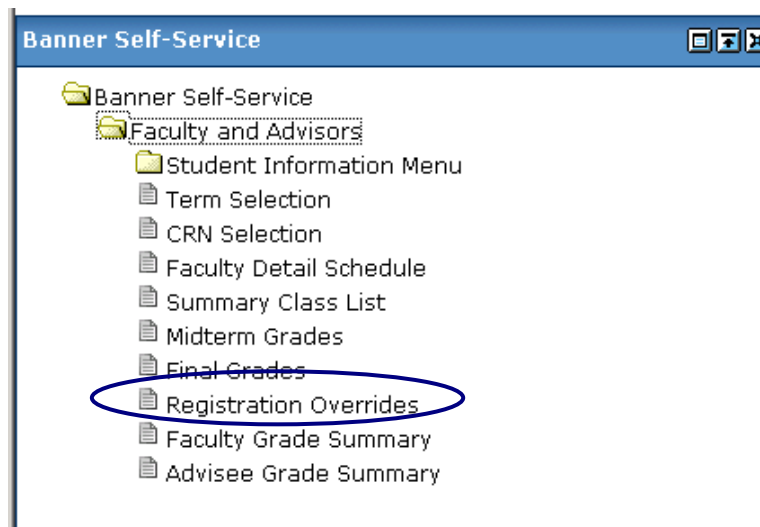 Banner Self-Service
Banner Self-Service
Faculty and Advisors
Student Information Menu
Term Selection
CRN Selection
Faculty Detail Schedule
Summary Class List
Midterm Grades
Final Grades
Registration Overrides
Faculty Grade Summary
Advisee Grade Summary